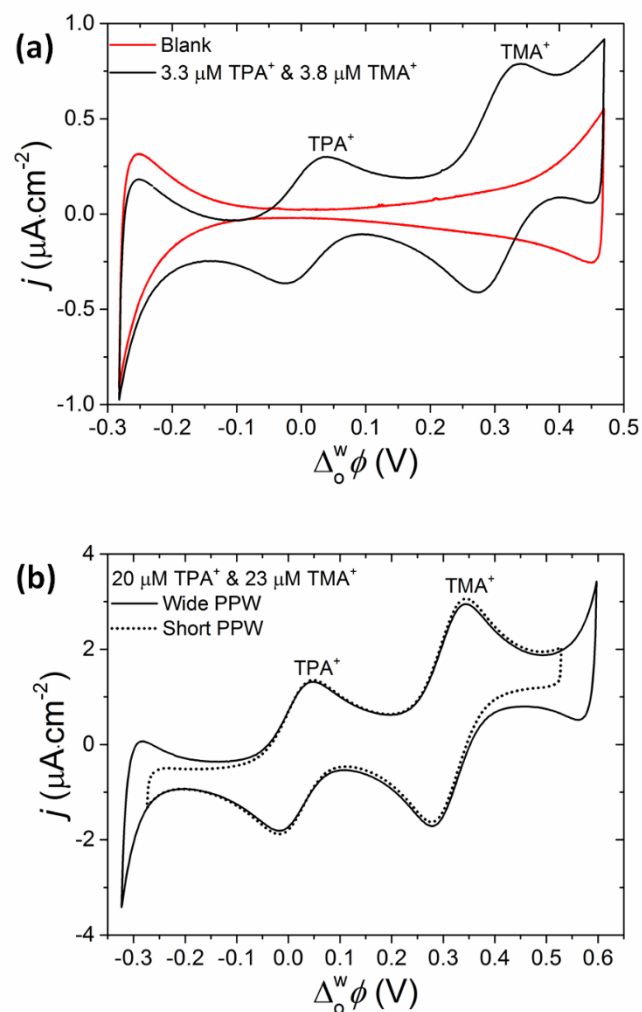 (a)
1.0
Blank
TMA⁺
3.3 μM TPA⁺ & 3.8 μM TMA⁺
0.5
TPA⁺
j (μA·cm⁻²)
0.0
-0.5
-1.0
-0.3 -0.2 -0.1 0.0 0.1 0.2 0.3 0.4 0.5
Δ_o^w ϕ (V)
(b)
4
20 μM TPA⁺ & 23 μM TMA⁺
Wide PPW
TMA⁺
Short PPW
2
TPA⁺
j (μA·cm⁻²)
0
-2
-4
-0.3 -0.2 -0.1 0.0 0.1 0.2 0.3 0.4 0.5 0.6
Δ_o^w ϕ (V)